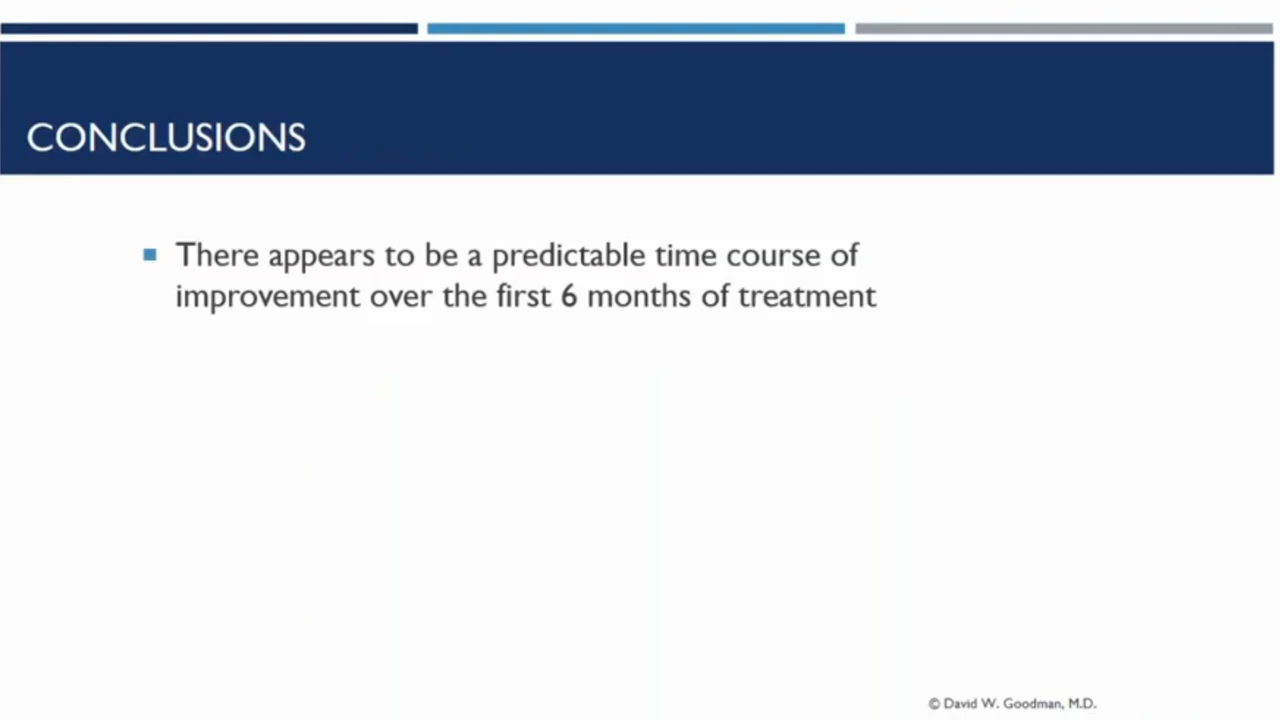 CONCLUSIONS
There appears to be a predictable time course of
improvement over the first 6 months of treatment
© David W. Goodman, M.D.